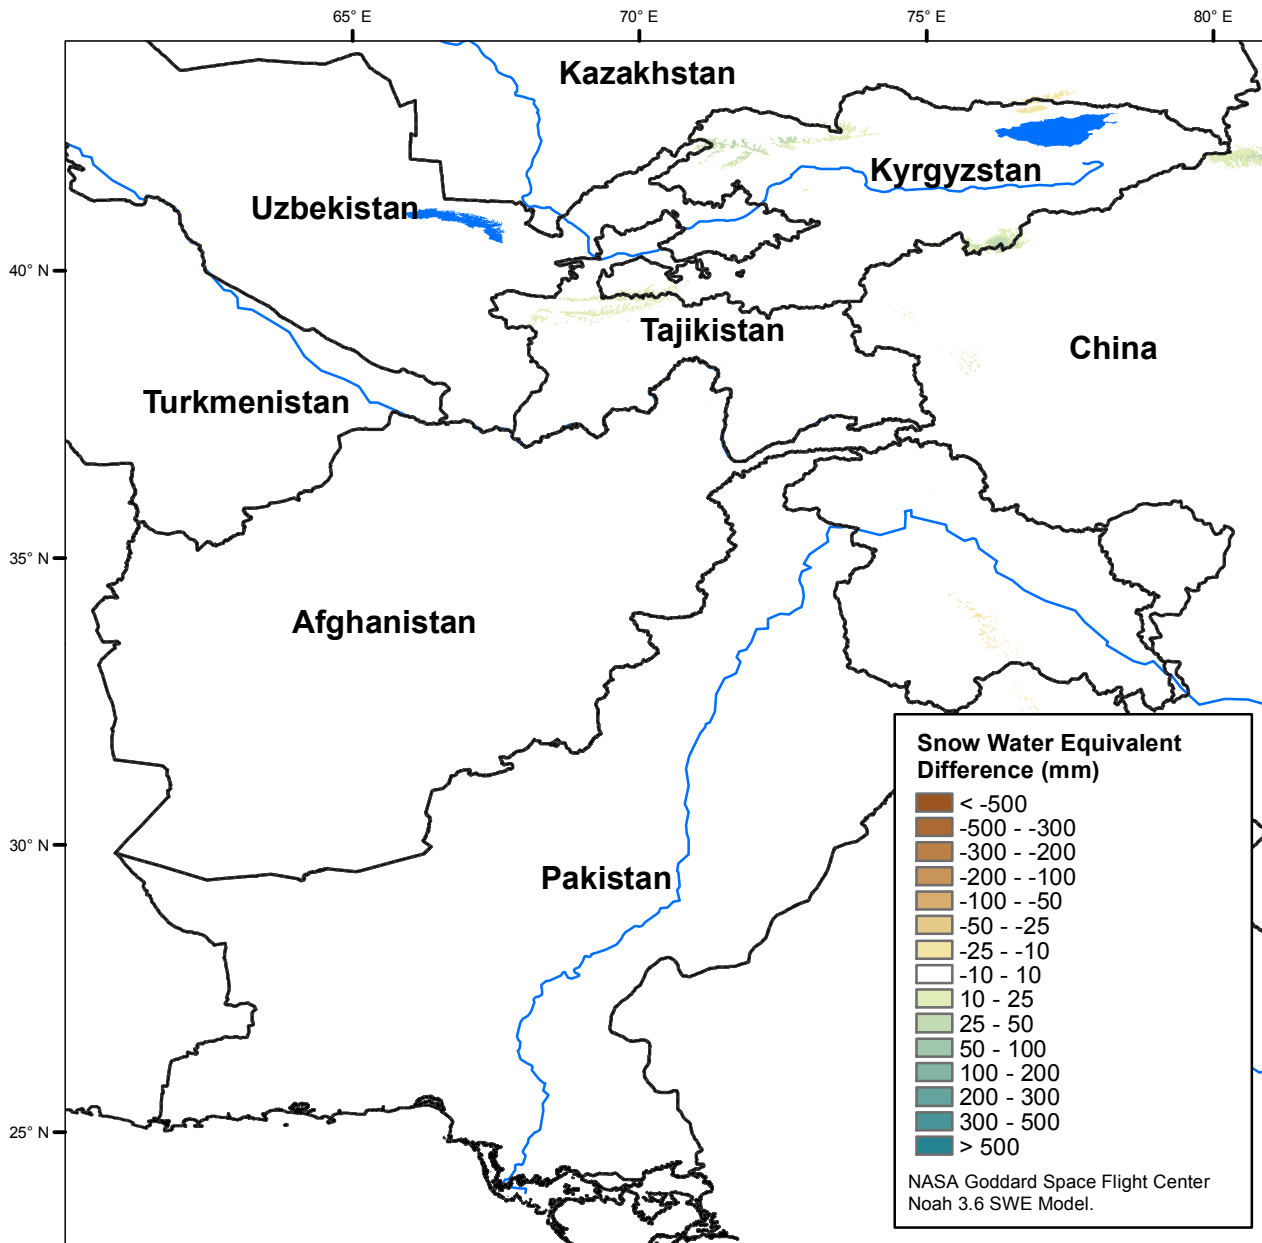 65° E
70° E
75° E
80° E
Kazakhstan
Kyrgyzstan
Uzbekistan
40° N
Tajikistan
China
Turkmenistan
35° N
Afghanistan
30° N
Pakistan
25° N
Snow Water Equivalent
Difference (mm)
< -500
-500 - -300
-300 - -200
-200 - -100
-100 - -50
-50 - -25
-25 - -10
-10 - 10
10 - 25
25 - 50
50 - 100
100 - 200
200 - 300
300 - 500
> 500
NASA Goddard Space Flight Center
Noah 3.6 SWE Model.